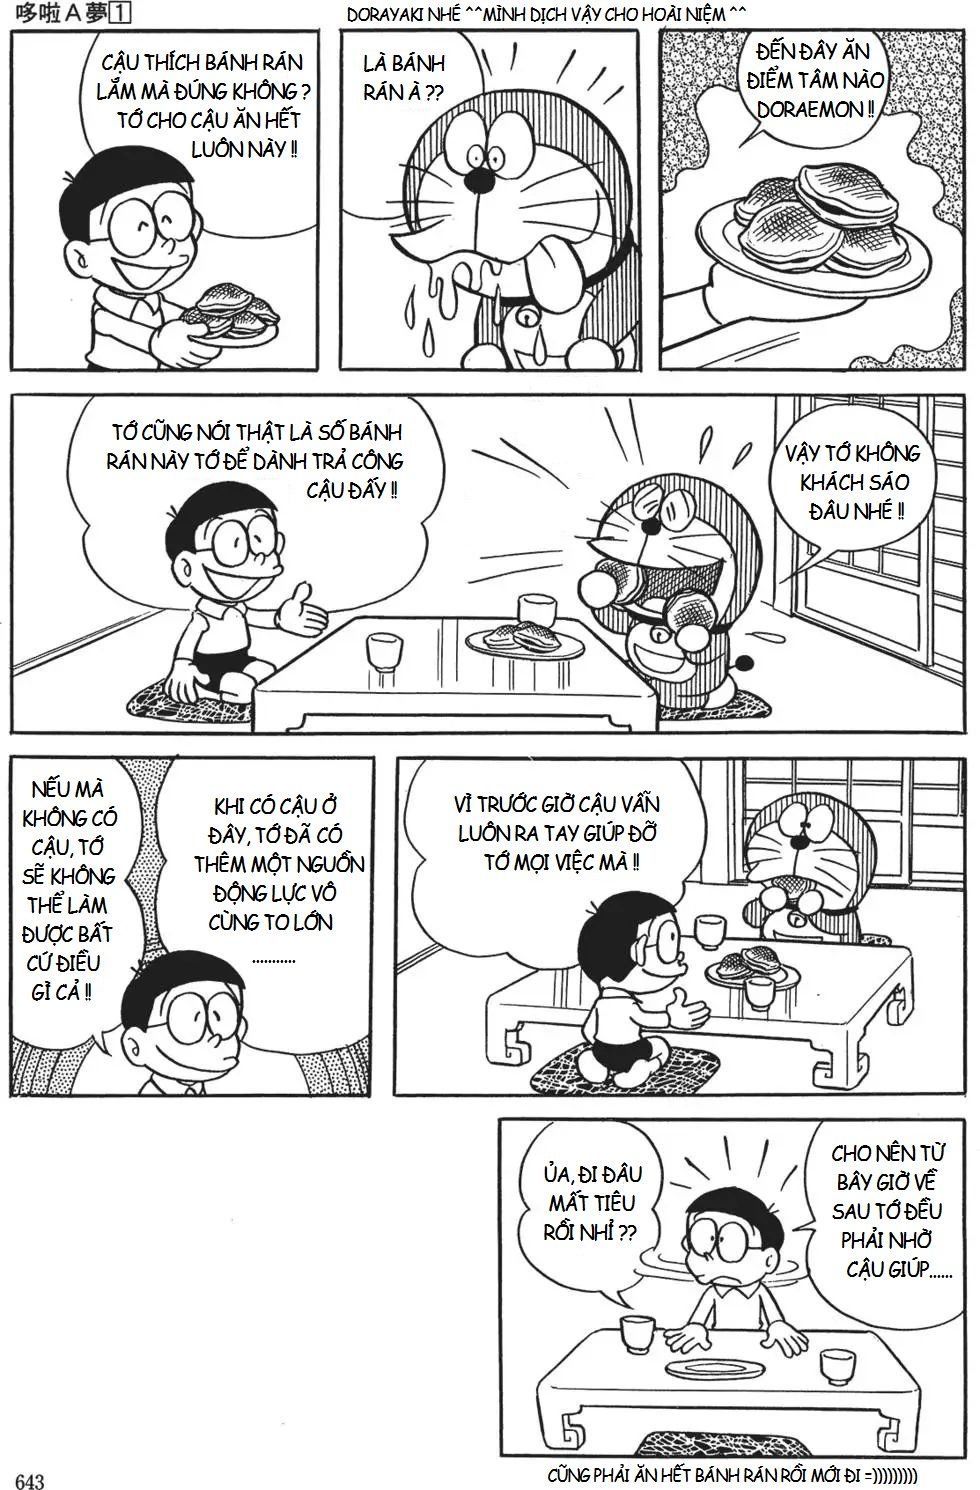 哆啦A夢1
DORAYAKI NHÉ ^^MÌNH DỊCH VẬY CHO HOÀI NIỆM ^^
ĐẾN ĐÂY ĂN
ĐIỂM TÂM NÀO
DORAEMON !!
LÀ BÁNH
RÁN À ??
CẬU THÍCH BÁNH RÁN
LẮM MÀ ĐÚNG KHÔNG ?
TỚ CHO CẬU ĂN HẾT
LUÔN NÀY !!
VẬY TỚ KHÔNG
KHÁCH SÁO
ĐÂU NHÉ !!
TỚ CŨNG NÓI THẬT LÀ SỐ BÁNH
RÁN NÀY TỚ ĐỂ DÀNH TRẢ CÔNG
CẬU ĐẤY !!
VÌ TRƯỚC GIỜ CẬU VẪN
LUÔN RA TAY GIÚP ĐỠ
TỚ MỌI VIỆC MÀ !!
KHI CÓ CẬU Ở
ĐÂY, TỚ ĐÃ CÓ
THÊM MỘT NGUỒN
ĐỘNG LỰC VÔ
CÙNG TO LỚN
...........
NẾU MÀ
KHÔNG CÓ
CẬU, TỚ
SẼ KHÔNG
THỂ LÀM
ĐƯỢC BẤT
CỨ ĐIỀU
GÌ CẢ !!
CHO NÊN TỪ
BÂY GIỜ VỀ
SAU TỚ ĐỀU
PHẢI NHỜ
CẬU GIÚP......
ỦA, ĐI ĐÂU
MẤT TIÊU
RỒI NHỈ ??
CŨNG PHẢI ĂN HẾT BÁNH RÁN RỒI MỚI ĐI =)))))))))
643